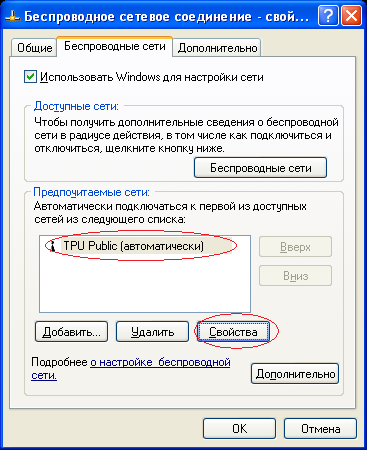 Беспроводное сетевое соединение - свой...
Общие
Беспроводные сети
Дополнительно
Использовать Windows для настройки сети
Доступные сети:
Чтобы получить дополнительные сведения о беспроводной
сети в радиусе действия, в том числе как подключиться и
отключиться, щелкните кнопку ниже.
Беспроводные сети
Предпочитаемые сети:
Автоматически подключаться к первой из доступных
сетей из следующего списка:
TPU Public (автоматически)
Вверх
Вниз
Добавить...
Удалить
Свойства
Подробнее о настройке беспроводной
сети.
Дополнительно
OK
Отмена